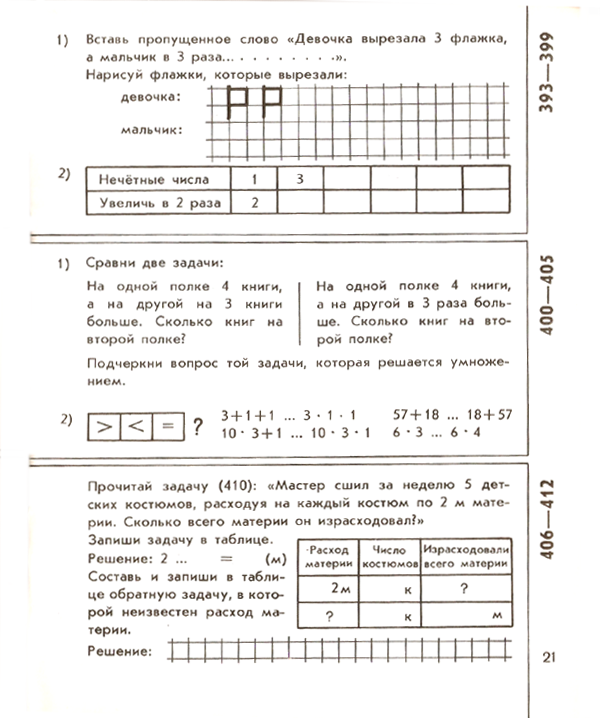 1) Вставь пропущенное слово «Девочка вырезала 3 флажка,
а мальчик в 3 раза... . . . . . . . . .».
Нарисуй флажки, которые вырезали:
девочка:
мальчик:
393—399
2)
Нечётные числа 1 3
Увеличь в 2 раза 2
1) Сравни две задачи:
На одной полке 4 книги,
а на другой на 3 книги
больше. Сколько книг на
второй полке?
На одной полке 4 книги,
а на другой в 3 раза боль-
ше. Сколько книг на вто-
рой полке?
Подчеркни вопрос той задачи, которая решается умноже-
нием.
400—405
2) > < = ?
3+1+1 ... 3 · 1 · 1 57+18 ... 18+57
10 · 3+1 ... 10 · 3 · 1 6 · 3 ... 6 · 4
Прочитай задачу (410): «Мастер сшил за неделю 5 дет-
ских костюмов, расходуя на каждый костюм по 2 м мате-
рии. Сколько всего материи он израсходовал?»
Запиши задачу в таблице.
Решение: 2 ... = (м)
Составь и запиши в табли-
це обратную задачу, в кото-
рой неизвестен расход ма-
терии.
Решение:
Расход материи Число костюмов Израсходовали всего материи
2м к ?
? к м
406—412
21